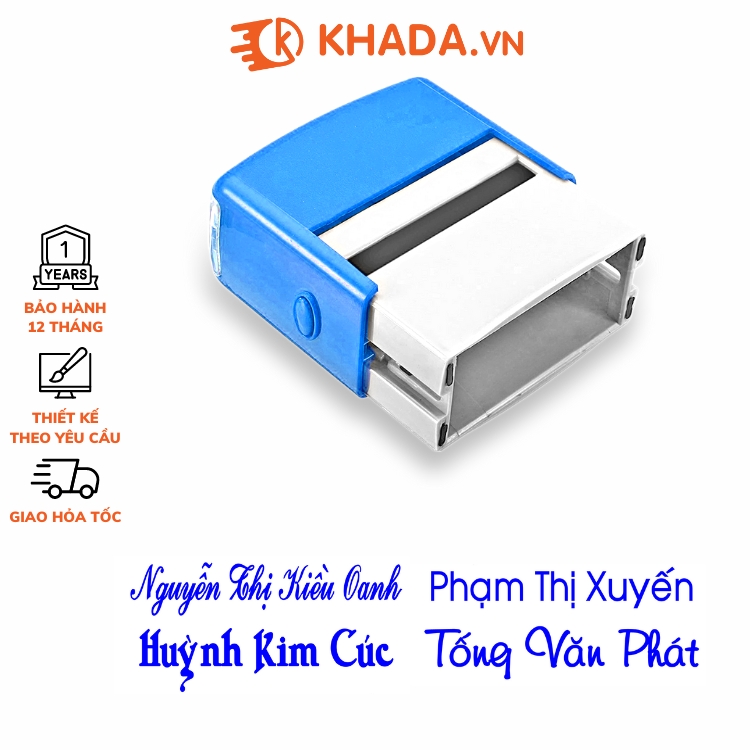 K KHADA.vn
1
YEARS
BẢO HÀNH
12 THÁNG
THIẾT KẾ
THEO YÊU CẦU
GIAO HỎA TỐC
Nguyễn Thị Kiều Oanh
Phạm Thị Xuyến
Huỳnh Kim Cúc
Tống Văn Phát